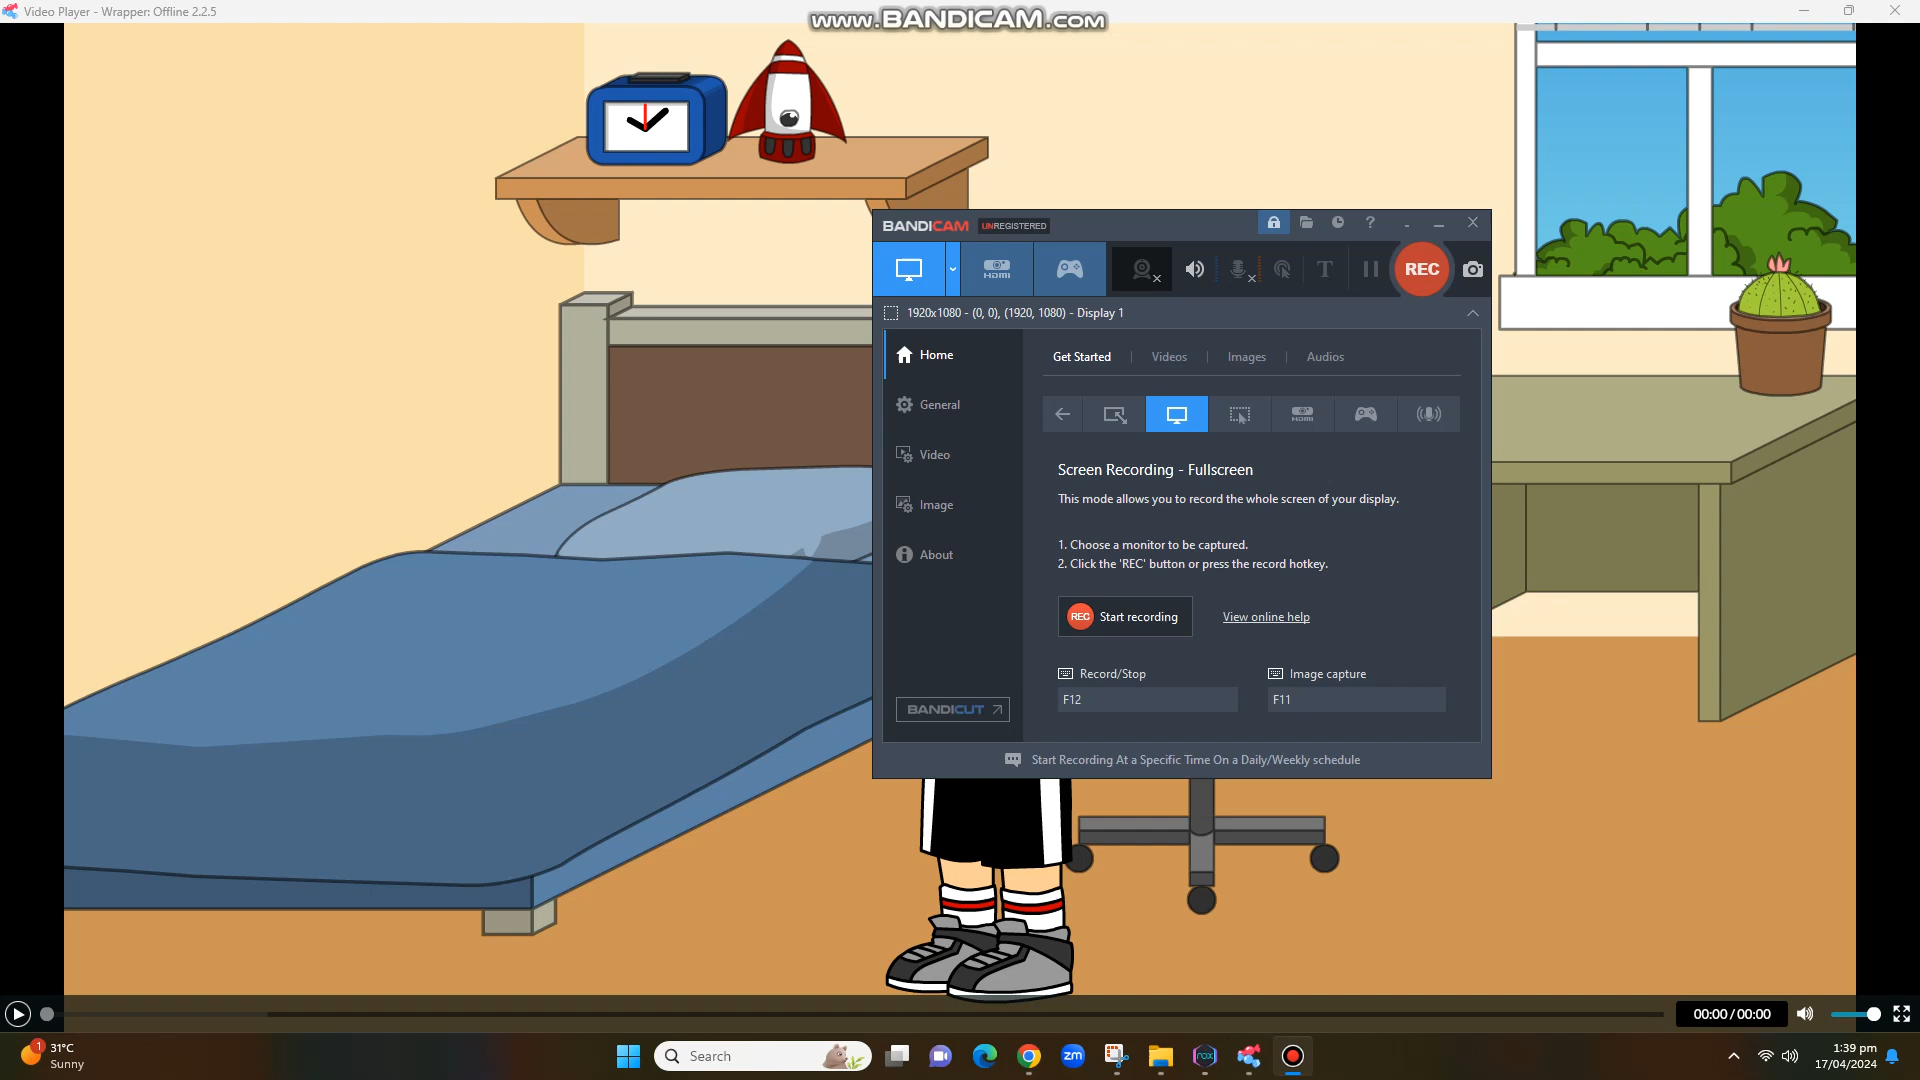 Video Player - Wrapper: Offline 2.2.5
www.BANDICAM.com
BANDICAM UNREGISTERED
HDMI
T
REC
1920x1080 - (0, 0), (1920, 1080) - Display 1
Home
General
Video
Image
About
BANDICUT
Get Started
Videos
Images
Audios
HDMI
Screen Recording - Fullscreen
This mode allows you to record the whole screen of your display.
1. Choose a monitor to be captured.
2. Click the 'REC' button or press the record hotkey.
REC Start recording
View online help
Record/Stop
Image capture
F12
F11
Start Recording At a Specific Time On a Daily/Weekly schedule
00:00 / 00:00
1
31°C
Sunny
Search
zm
nox
1:39 pm
17/04/2024